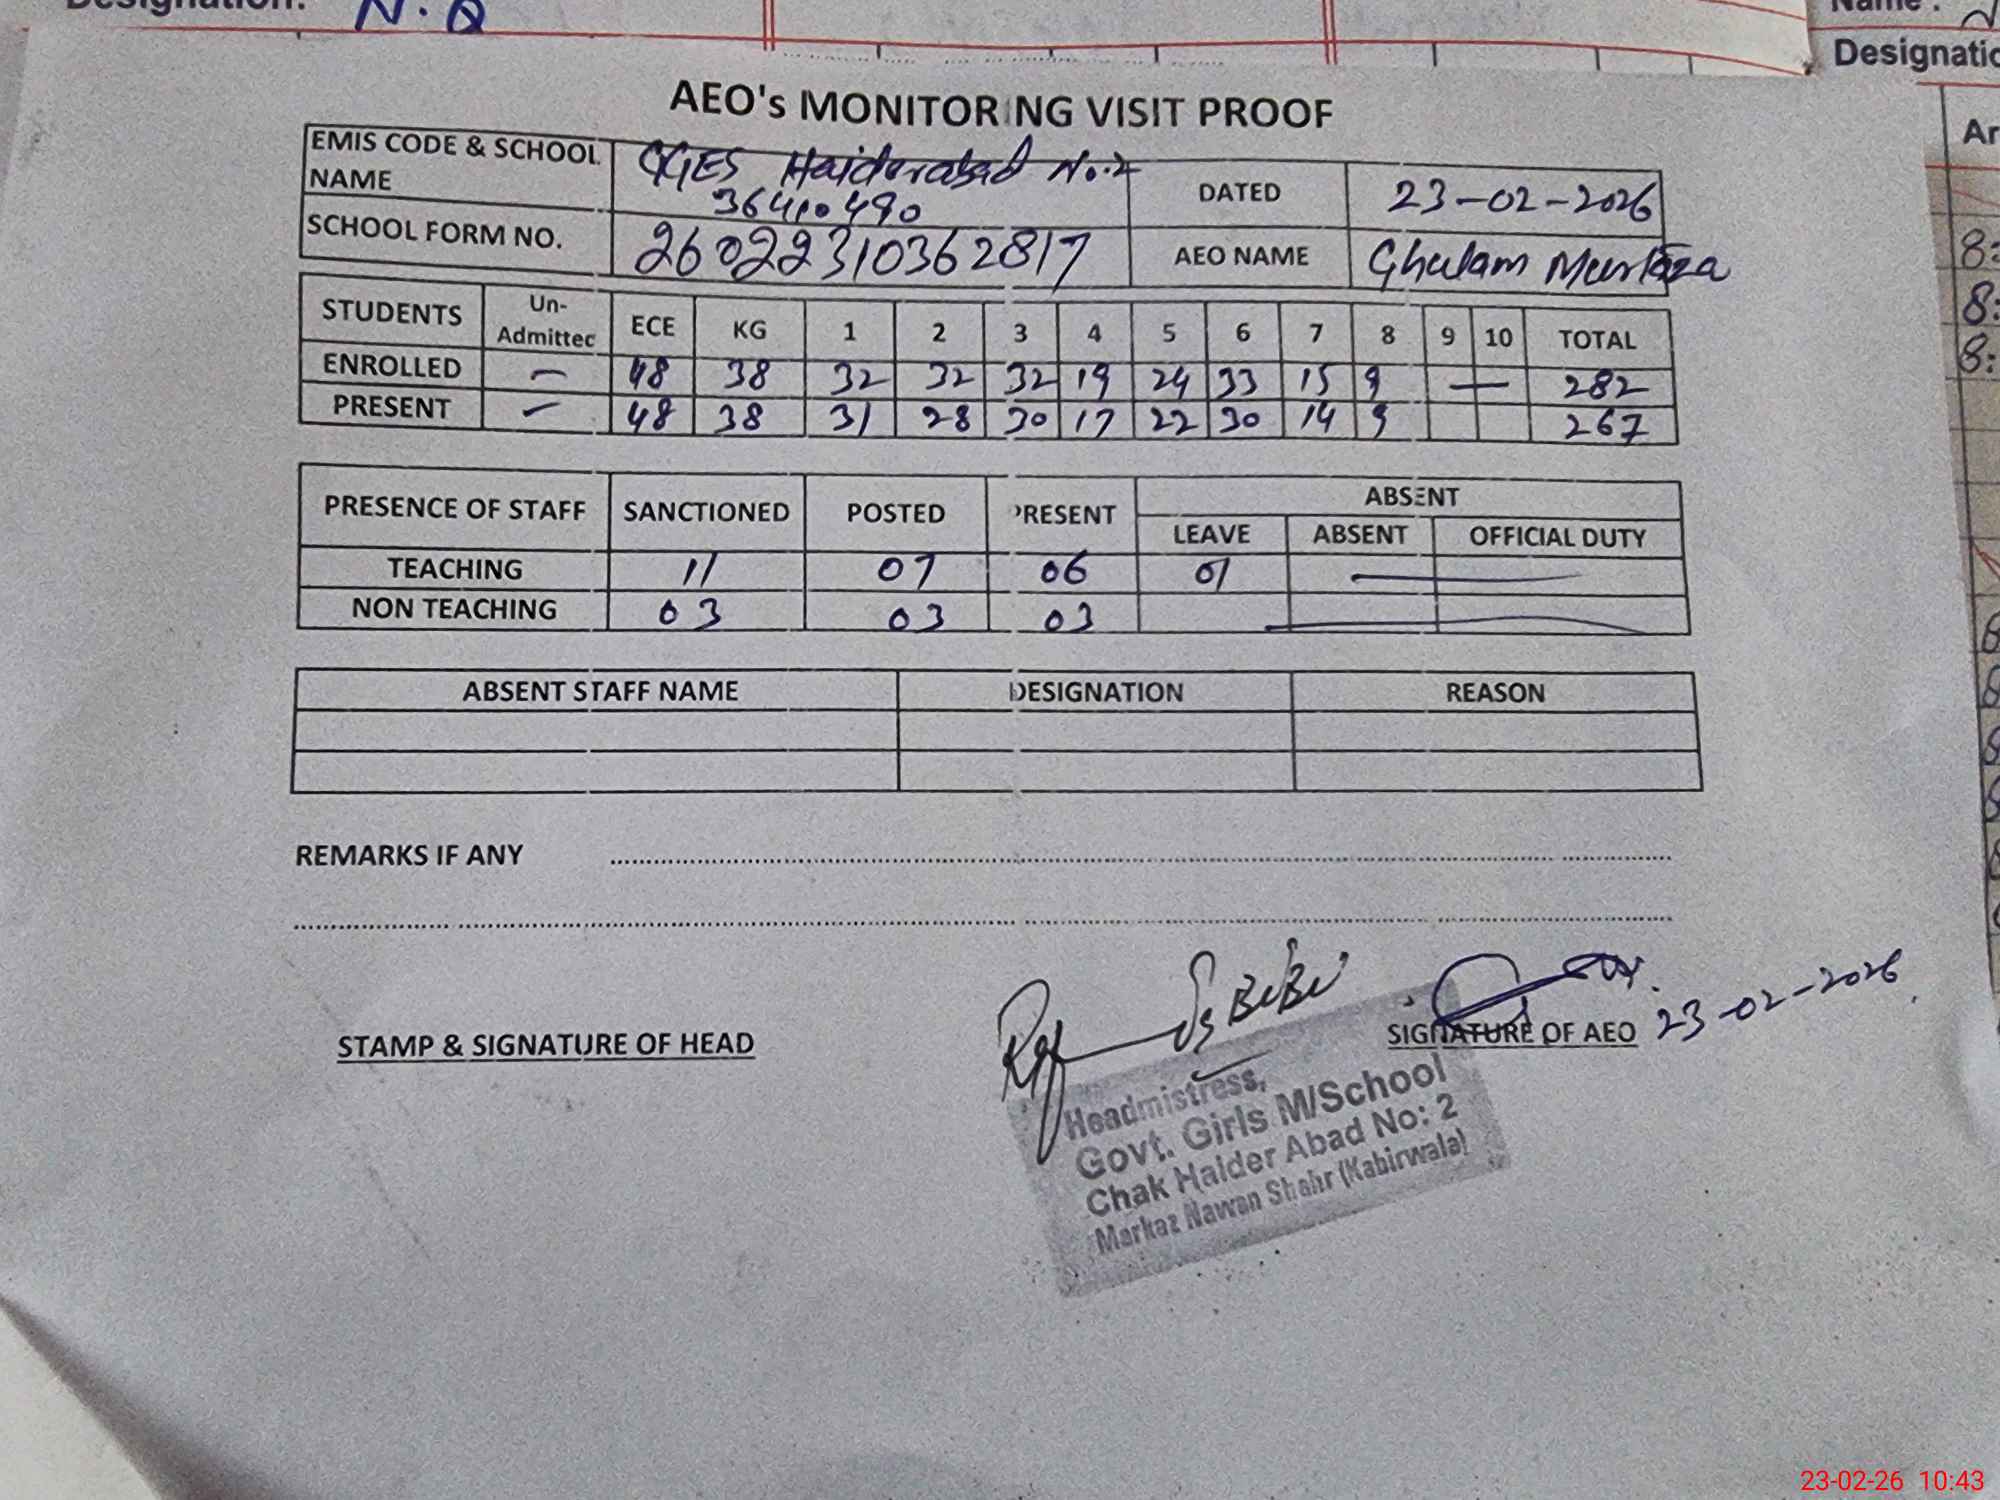 Designation: N.Q
Name:
Designatio
AEO's MONITORING VISIT PROOF
EMIS CODE & SCHOOL NAME GGES Haiderabad No.2 36410490 DATED 23-02-2026
SCHOOL FORM NO. 26022310362817 AEO NAME Ghulam Murtaza
STUDENTS Un-Admitted ECE KG 1 2 3 4 5 6 7 8 9 10 TOTAL
ENROLLED - 48 38 32 32 32 19 24 33 15 9 — 282
PRESENT - 48 38 31 28 30 17 22 30 14 9 267
PRESENCE OF STAFF SANCTIONED POSTED PRESENT ABSENT
LEAVE ABSENT OFFICIAL DUTY
TEACHING 11 07 06 01 —
NON TEACHING 03 03 03 —
ABSENT STAFF NAME DESIGNATION REASON
REMARKS IF ANY
STAMP & SIGNATURE OF HEAD
SIGNATURE OF AEO 23-02-2026
Headmistress,
Govt. Girls M/School
Chak Haider Abad No: 2
Markaz Nawan Shahr (Kabirwala)
23-02-26 10:43